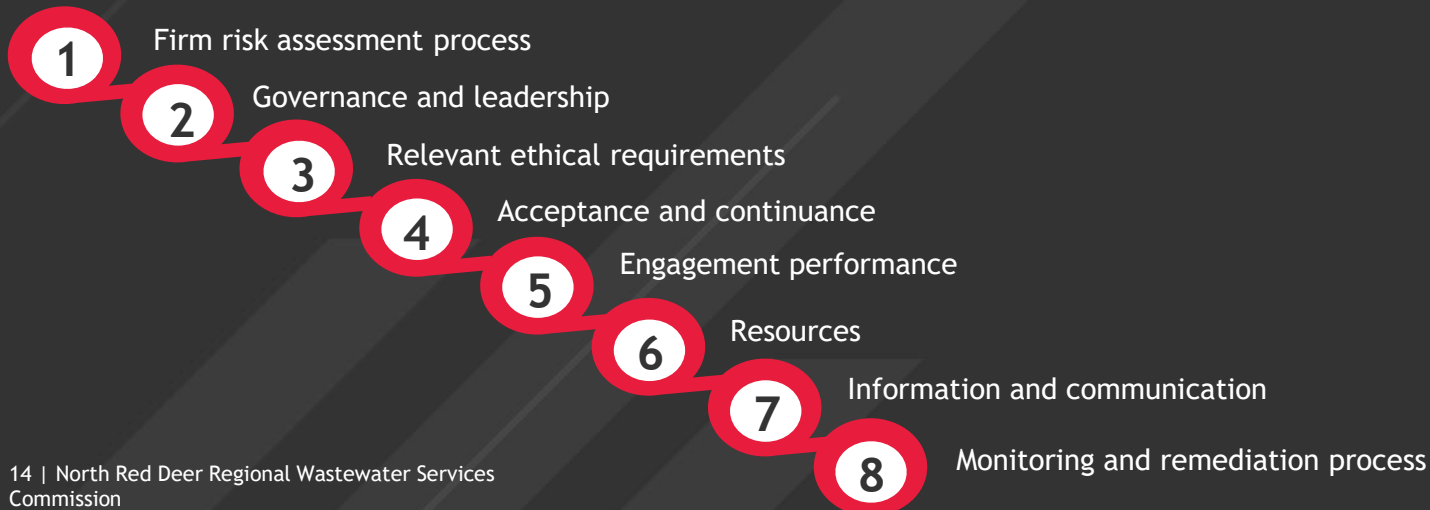 1 Firm risk assessment process
2 Governance and leadership
3 Relevant ethical requirements
4 Acceptance and continuance
5 Engagement performance
6 Resources
7 Information and communication
8 Monitoring and remediation process
14 | North Red Deer Regional Wastewater Services
Commission